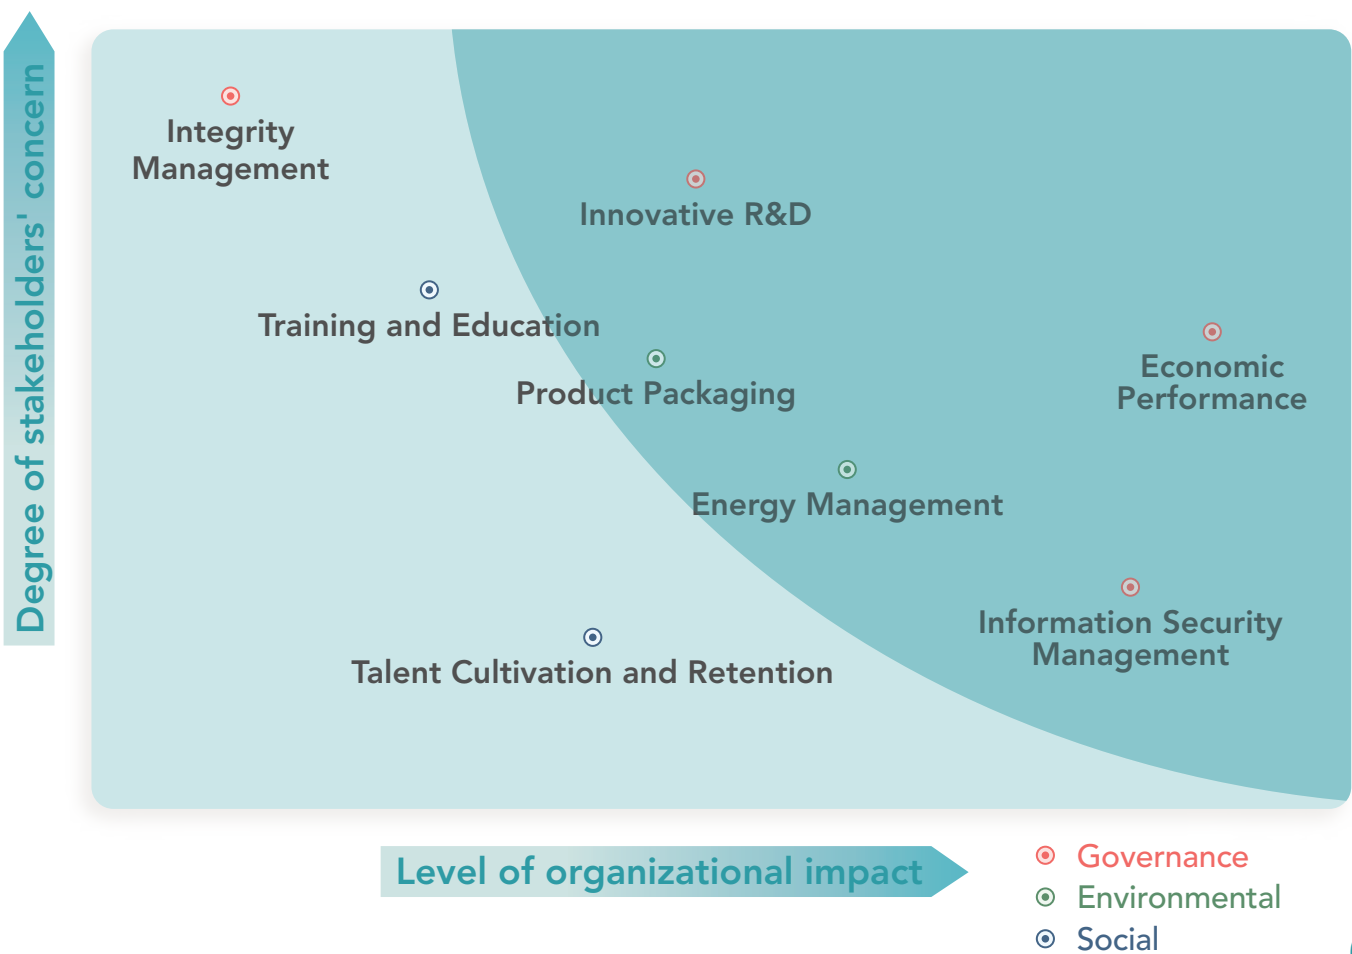 Degree of stakeholders' concern
Integrity
Management
Innovative R&D
Training and Education
Economic
Performance
Product Packaging
Energy Management
Information Security
Management
Talent Cultivation and Retention
Level of organizational impact
Governance
Environmental
Social